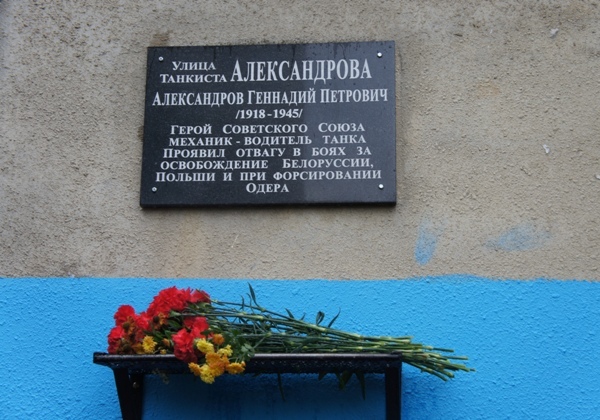 Улица
Танкиста Александрова
Александров Геннадий Петрович
/1918-1945/
Герой Советского Союза
механик-водитель танка
Проявил отвагу в боях за
освобождение Белоруссии,
Польши и при форсировании
Одера